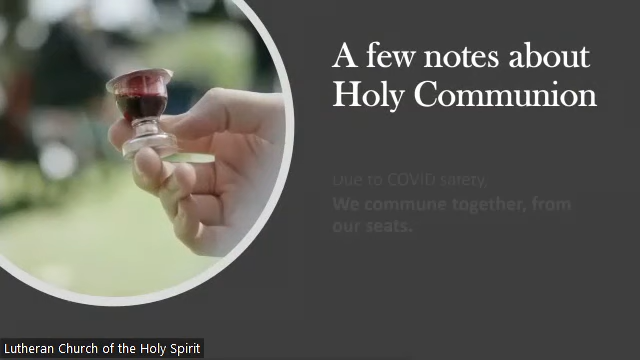 A few notes about
Holy Communion
Due to COVID safety,
We commune together, from
our seats.
Lutheran Church of the Holy Spirit